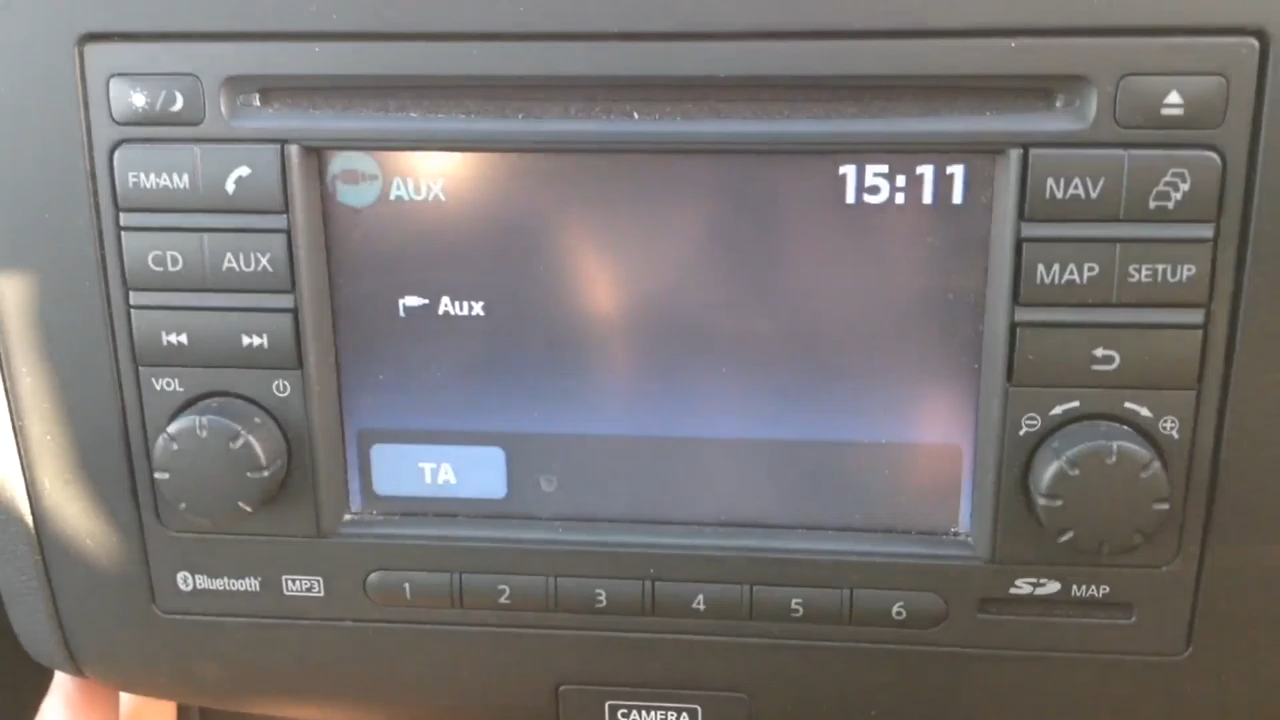 AUX
15:11
FM·AM
NAV
CD
AUX
MAP
SETUP
Aux
VOL
TA
Bluetooth
MP3
1
2
3
4
5
6
SD
MAP
CAMERA